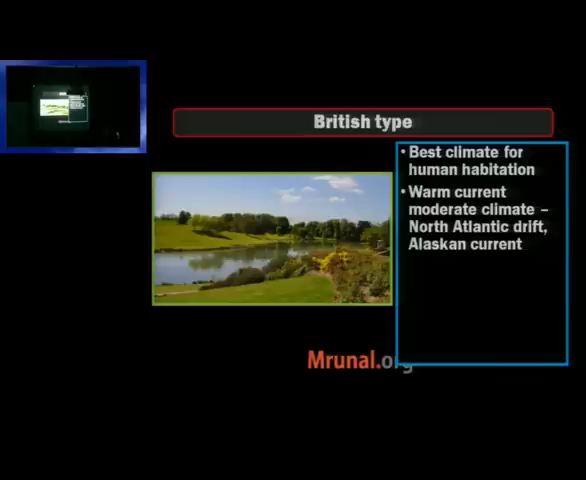 British type
• Best climate for
human habitation
• Warm current
moderate climate –
North Atlantic drift,
Alaskan current
Mrunal.org